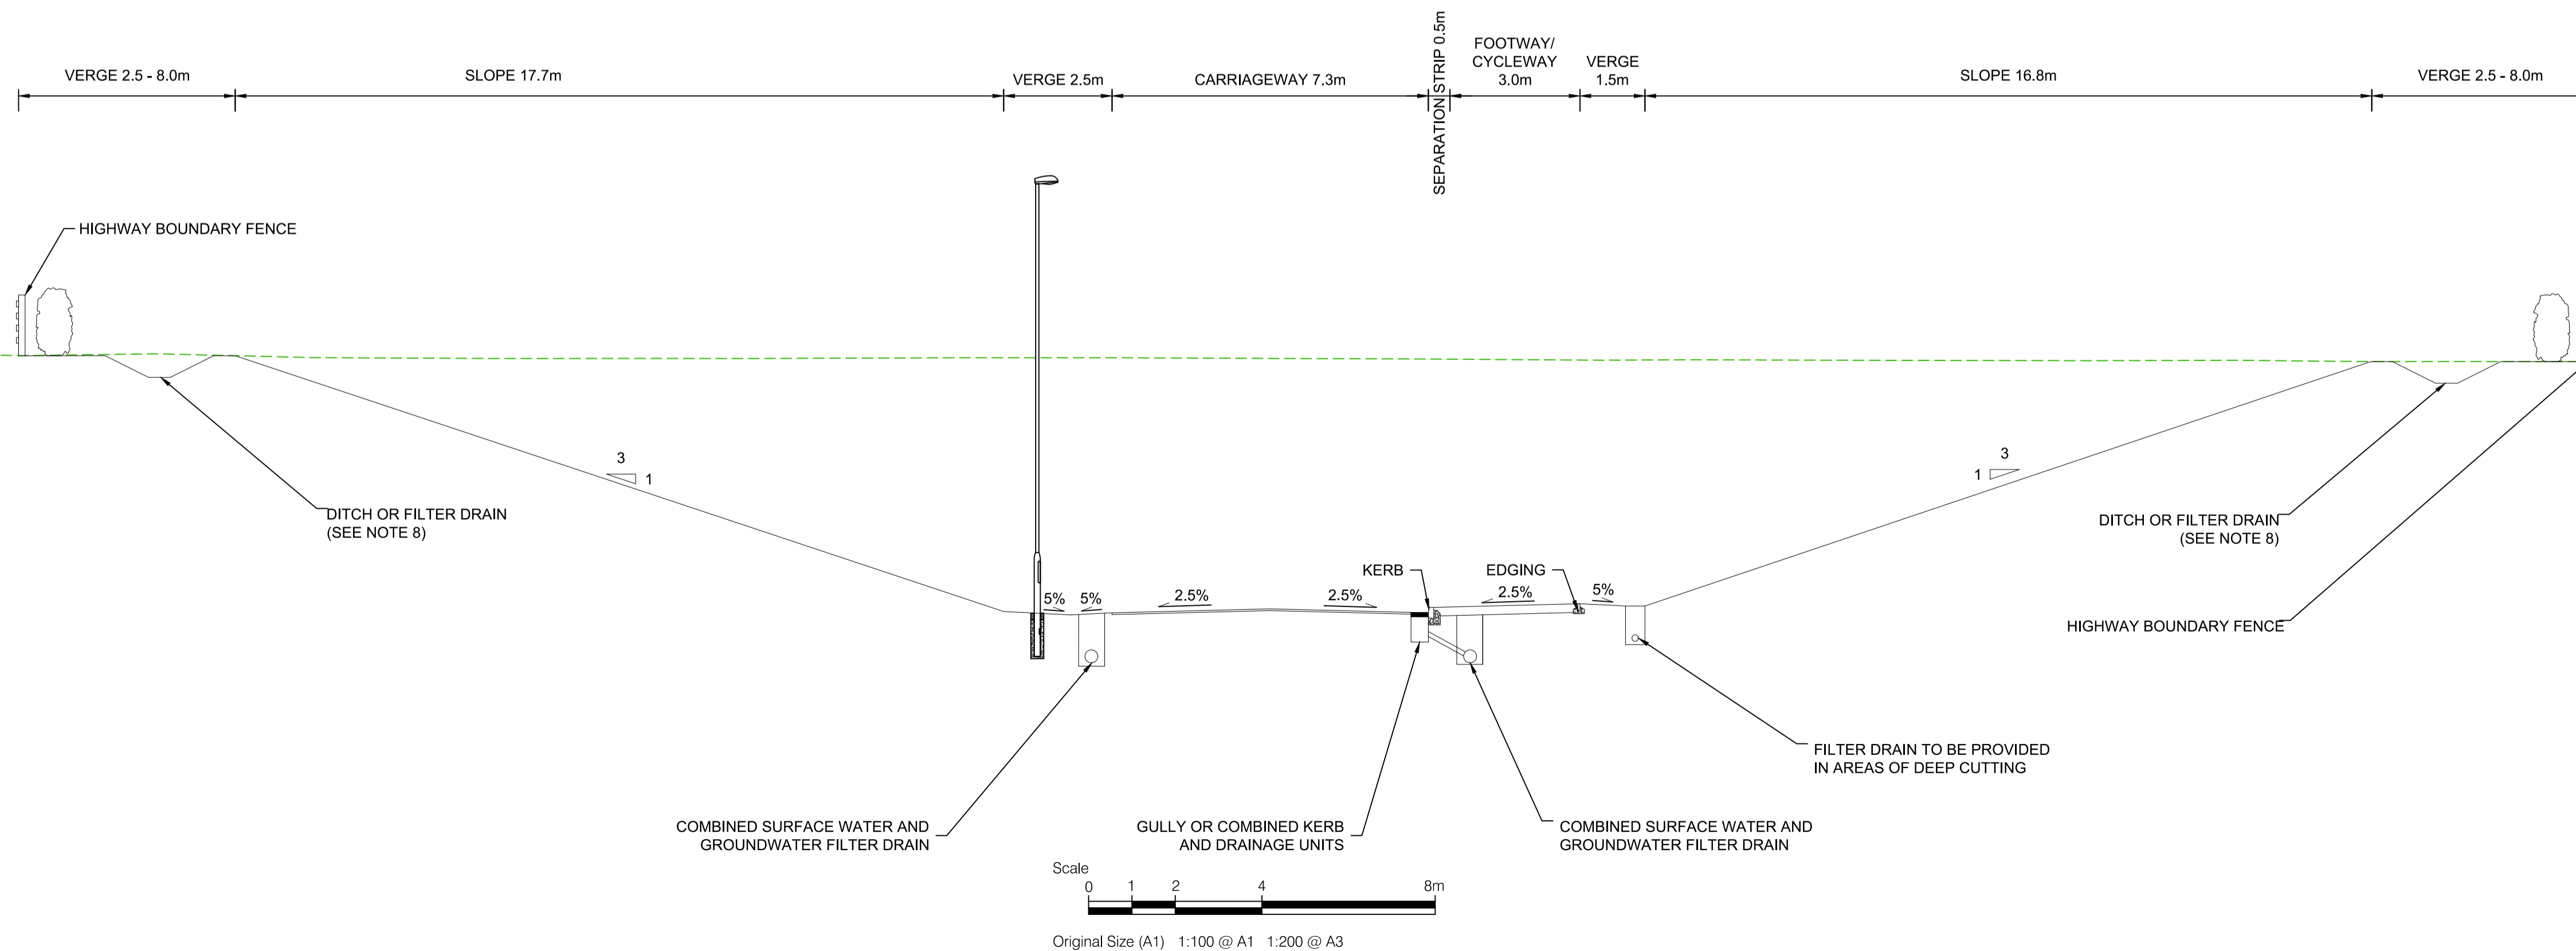 VERGE 2.5 - 8.0m
SLOPE 17.7m
VERGE 2.5m
CARRIAGEWAY 7.3m
SEPARATION STRIP 0.5m
FOOTWAY/
CYCLEWAY
3.0m
VERGE
1.5m
SLOPE 16.8m
VERGE 2.5 - 8.0m
HIGHWAY BOUNDARY FENCE
3
1
3
1
DITCH OR FILTER DRAIN
(SEE NOTE 8)
DITCH OR FILTER DRAIN
(SEE NOTE 8)
KERB
EDGING
5%
5%
2.5%
2.5%
2.5%
5%
HIGHWAY BOUNDARY FENCE
FILTER DRAIN TO BE PROVIDED
IN AREAS OF DEEP CUTTING
COMBINED SURFACE WATER AND
GROUNDWATER FILTER DRAIN
GULLY OR COMBINED KERB
AND DRAINAGE UNITS
COMBINED SURFACE WATER AND
GROUNDWATER FILTER DRAIN
Scale
0 1 2 4 8m
Original Size (A1) 1:100 @ A1 1:200 @ A3